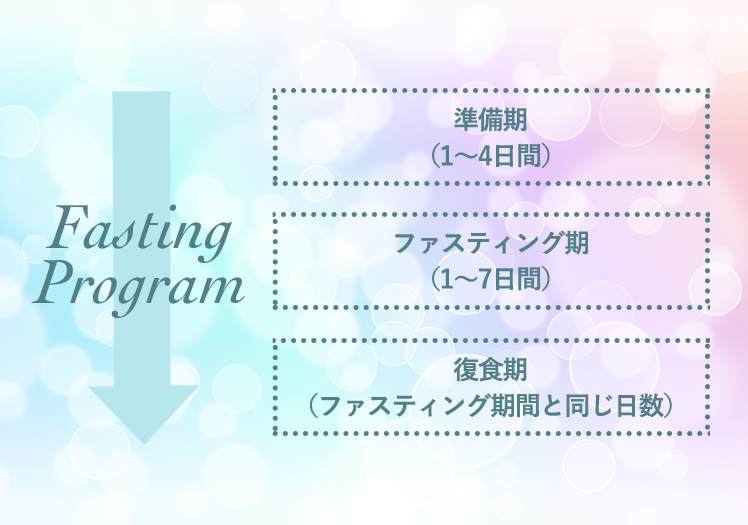 Fasting
Program
準備期
（1〜4日間）
ファスティング期
（1〜7日間）
復食期
（ファスティング期間と同じ日数）